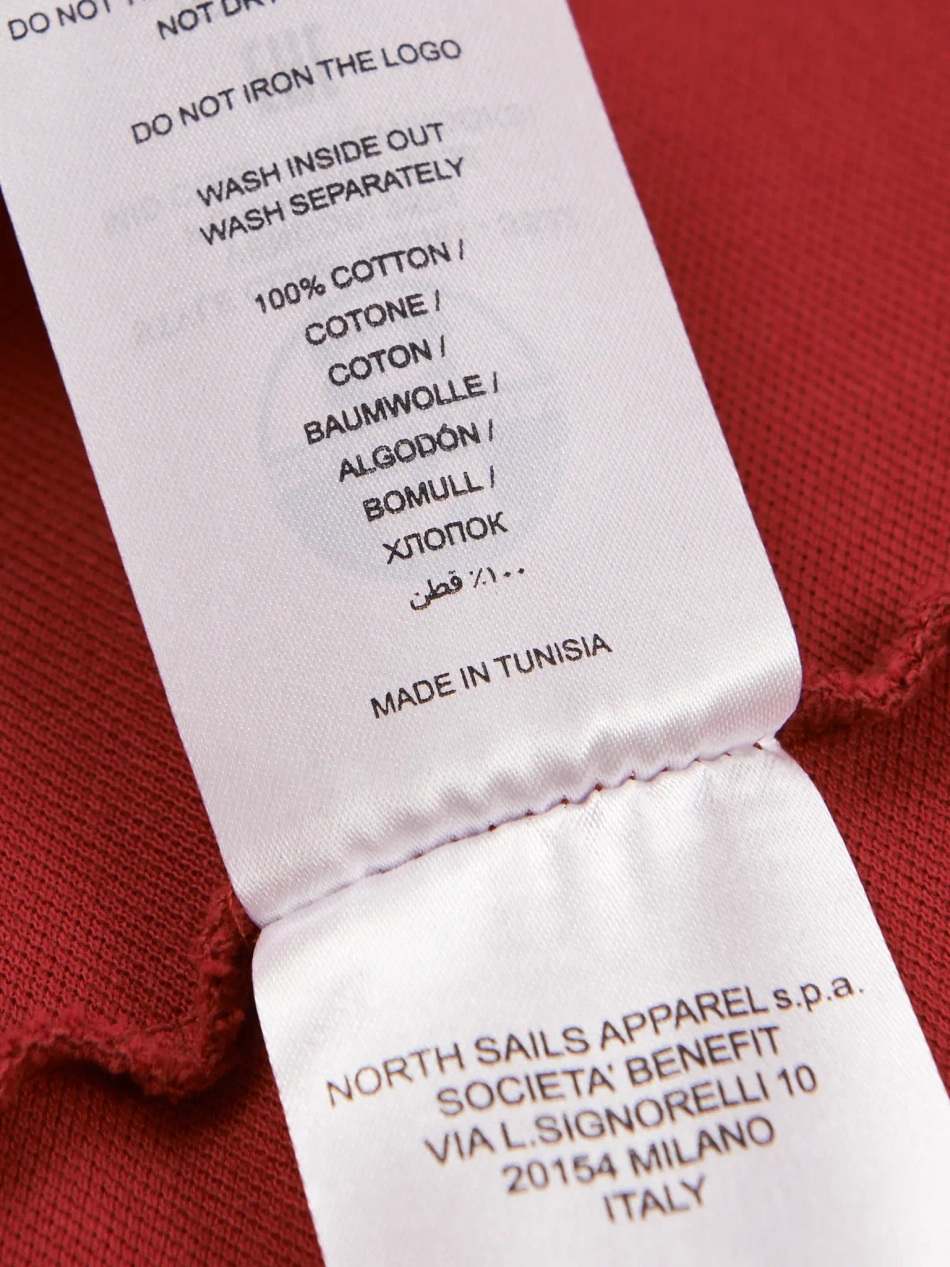 DO NOT
NOT DRY
DO NOT IRON THE LOGO
WASH INSIDE OUT
WASH SEPARATELY
100% COTTON /
COTONE /
COTON /
BAUMWOLLE /
ALGODÓN /
BOMULL /
ХЛОПОК
١٠٠٪ قطن
MADE IN TUNISIA
NORTH SAILS APPAREL s.p.a.
SOCIETA' BENEFIT
VIA L.SIGNORELLI 10
20154 MILANO
ITALY